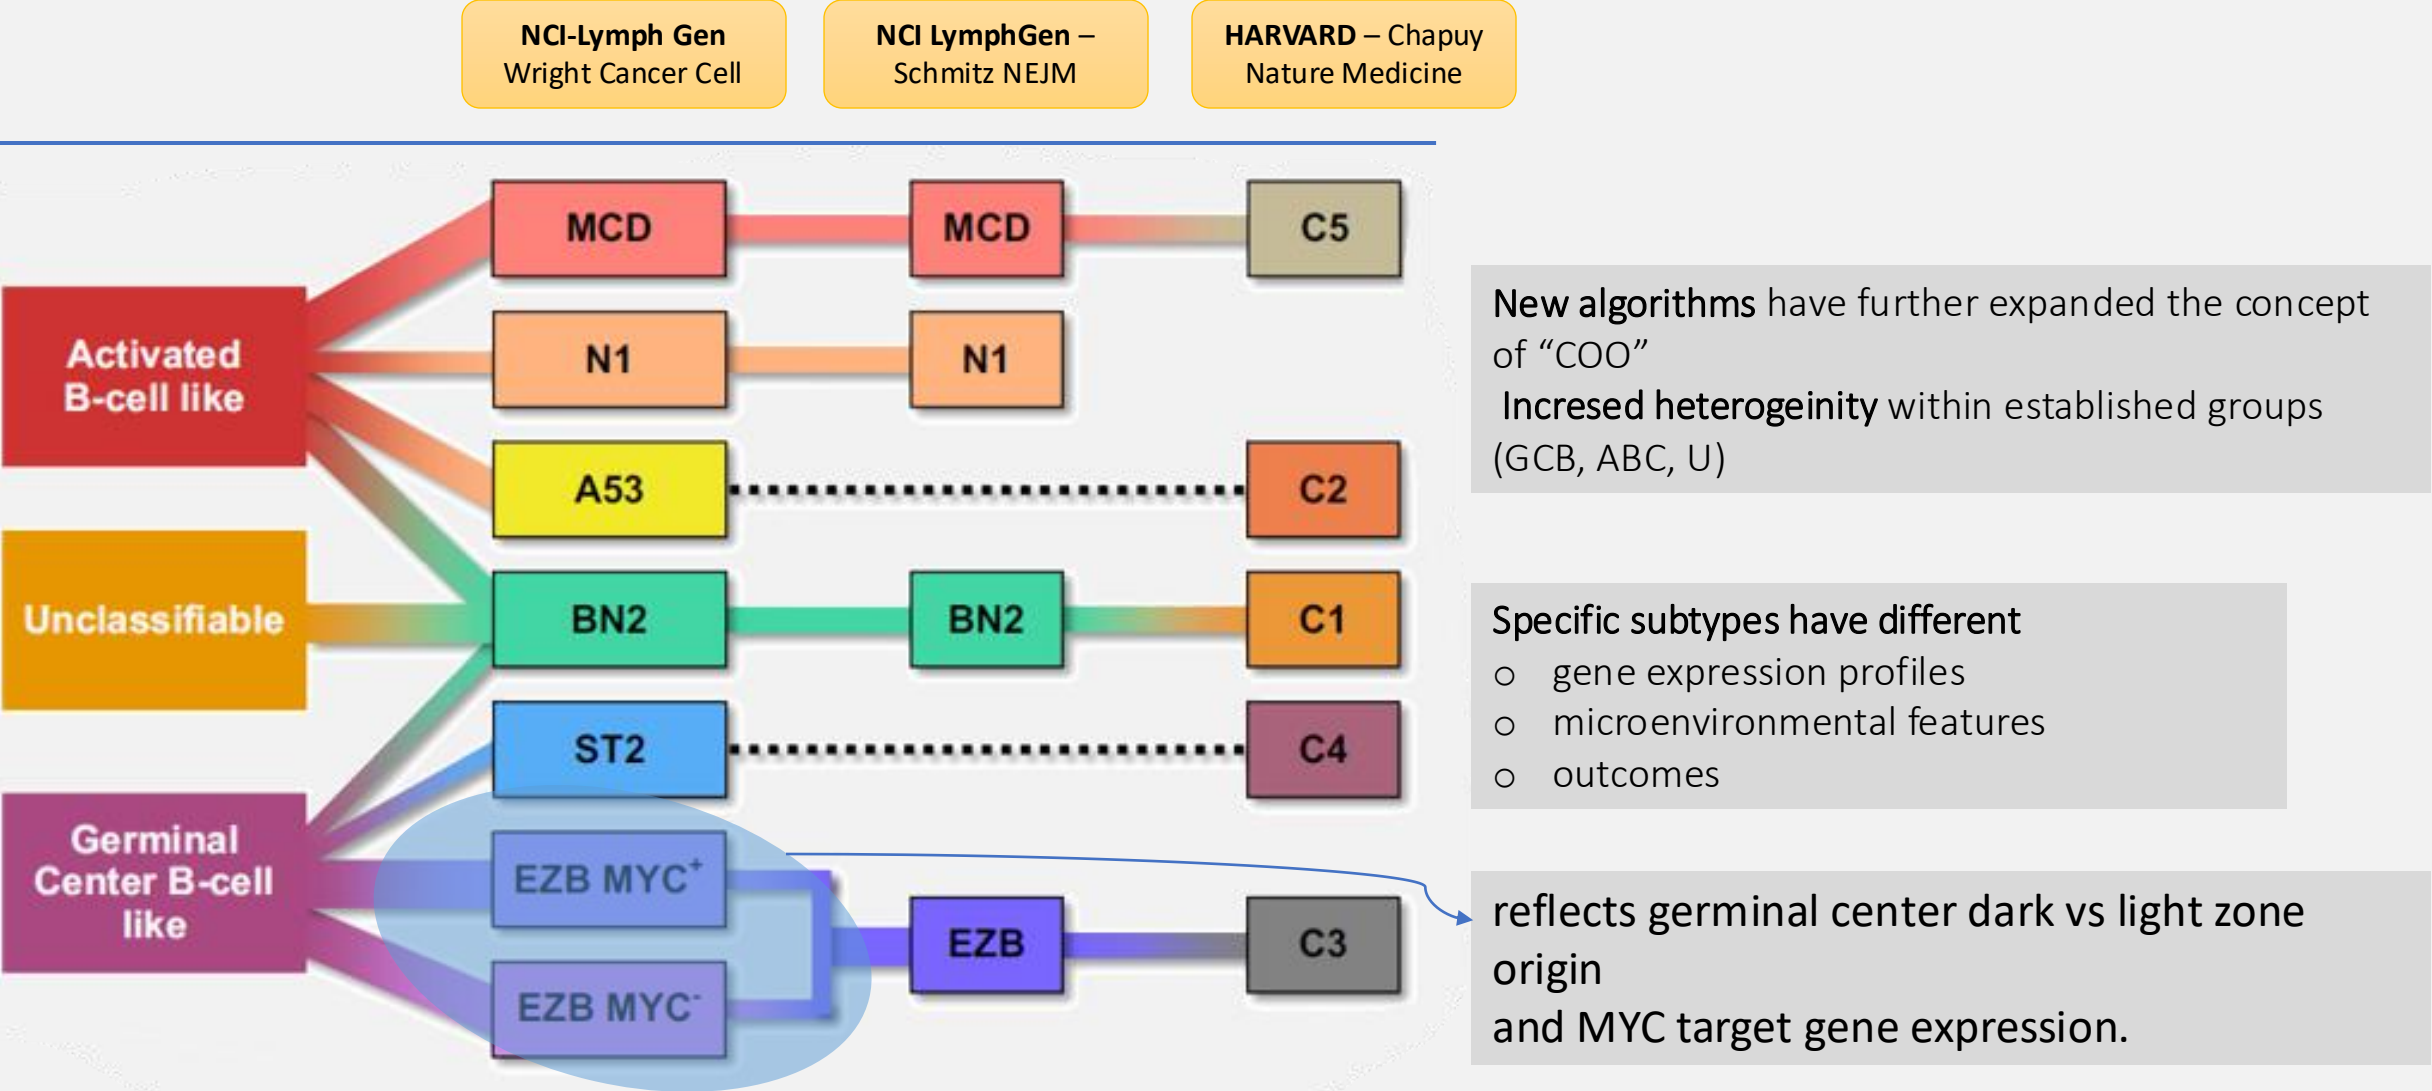 NCI-Lymph Gen
Wright Cancer Cell
NCI LymphGen –
Schmitz NEJM
HARVARD – Chapuy
Nature Medicine
MCD
MCD
C5
Activated
B-cell like
N1
N1
A53
C2
Unclassifiable
BN2
BN2
C1
ST2
C4
Germinal
Center B-cell
like
EZB MYC⁺
EZB MYC⁻
EZB
C3
New algorithms have further expanded the concept
of “COO”
Incresed heterogeinity within established groups
(GCB, ABC, U)
Specific subtypes have different
o gene expression profiles
o microenvironmental features
o outcomes
reflects germinal center dark vs light zone
origin
and MYC target gene expression.